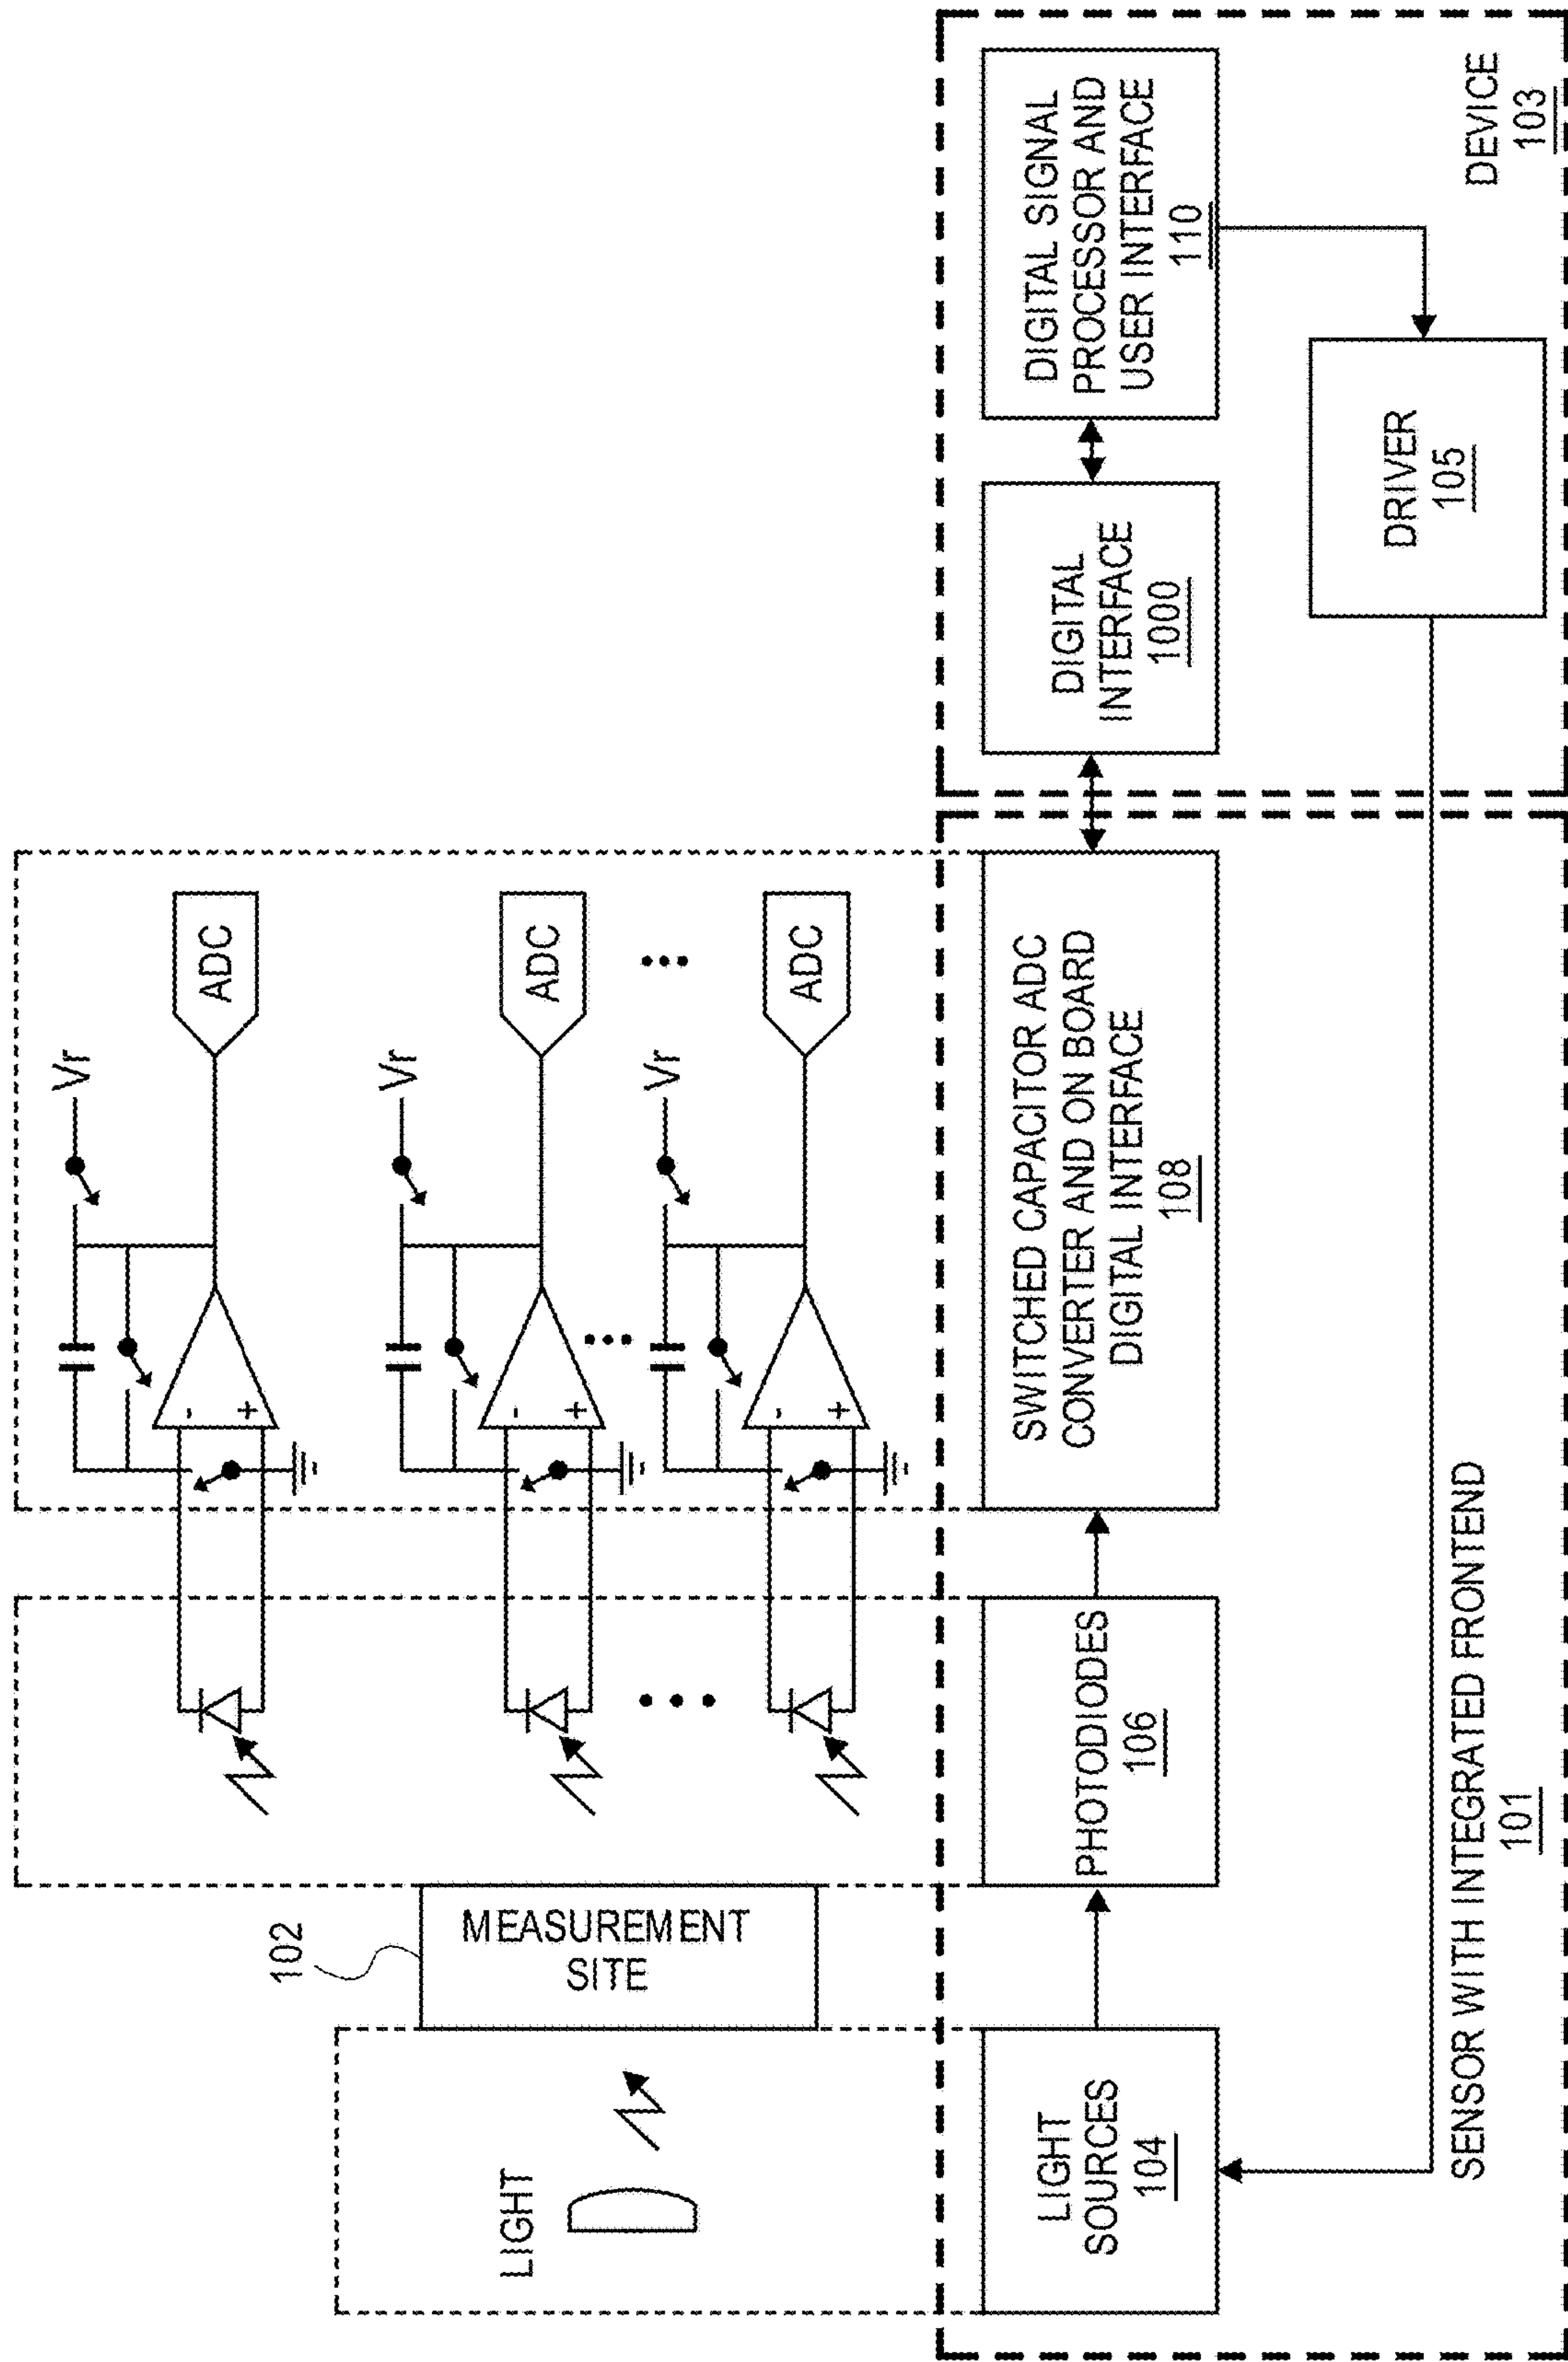 Vr
Vr
Vr
ADC
ADC
ADC
-
+
-
+
-
+
102
LIGHT
MEASUREMENT
SITE
LIGHT
SOURCES
104
PHOTODIODES
106
SWITCHED CAPACITOR ADC
CONVERTER AND ON BOARD
DIGITAL INTERFACE
108
DIGITAL
INTERFACE
1000
DIGITAL SIGNAL
PROCESSOR AND
USER INTERFACE
110
DRIVER
105
SENSOR WITH INTEGRATED FRONTEND
101
DEVICE
103